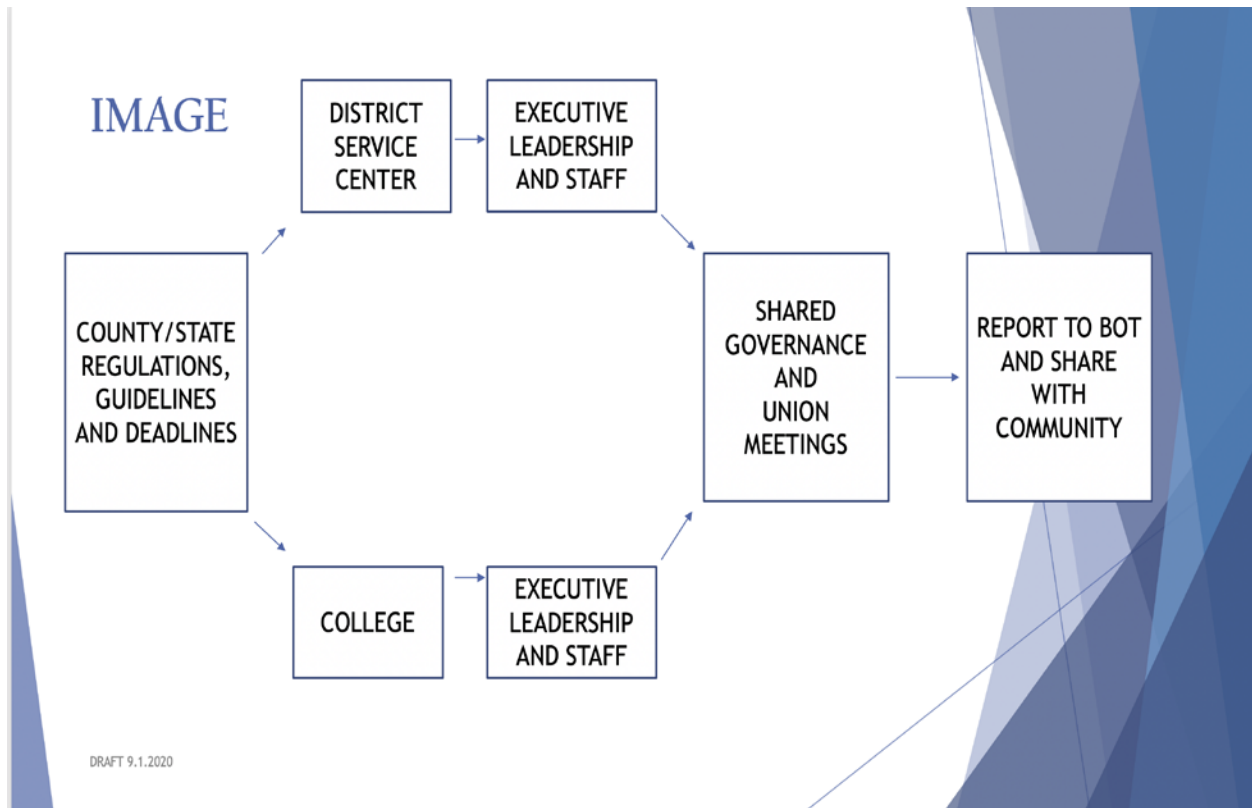 IMAGE
DISTRICT
SERVICE
CENTER
EXECUTIVE
LEADERSHIP
AND STAFF
COUNTY/STATE
REGULATIONS,
GUIDELINES
AND DEADLINES
SHARED
GOVERNANCE
AND
UNION
MEETINGS
REPORT TO BOT
AND SHARE
WITH
COMMUNITY
COLLEGE
EXECUTIVE
LEADERSHIP
AND STAFF
DRAFT 9.1.2020